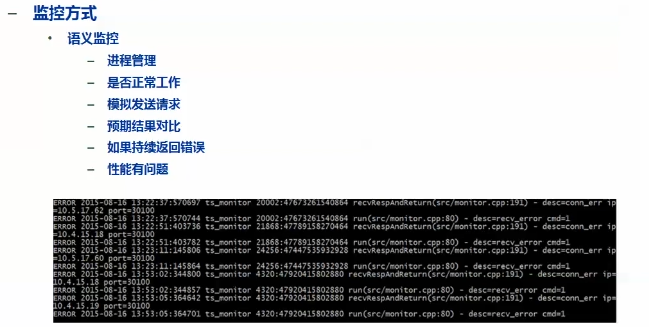 – 监控方式
• 语义监控
– 进程管理
– 是否正常工作
– 模拟发送请求
– 预期结果对比
– 如果持续返回错误
– 性能有问题
ERROR 2015-08-16 13:22:37:570697 ts_monitor 20002:47673261540864 recvRespAndReturn(src/monitor.cpp:191) - desc=conn_err ip
=10.5.17.62 port=30100
ERROR 2015-08-16 13:22:37:570744 ts_monitor 20002:47673261540864 run(src/monitor.cpp:80) - desc=recv_error cmd=1
ERROR 2015-08-16 13:22:51:403736 ts_monitor 21868:47789158270464 recvRespAndReturn(src/monitor.cpp:191) - desc=conn_err ip
=10.4.15.18 port=30100
ERROR 2015-08-16 13:22:51:403782 ts_monitor 21868:47789158270464 run(src/monitor.cpp:80) - desc=recv_error cmd=1
ERROR 2015-08-16 13:23:11:145806 ts_monitor 24256:47447535932928 recvRespAndReturn(src/monitor.cpp:191) - desc=conn_err ip
=10.5.17.60 port=30100
ERROR 2015-08-16 13:23:11:145864 ts_monitor 24256:47447535932928 run(src/monitor.cpp:80) - desc=recv_error cmd=1
ERROR 2015-08-16 13:53:02:344800 ts_monitor 4320:47920415802880 recvRespAndReturn(src/monitor.cpp:191) - desc=conn_err ip=
10.4.15.18 port=30100
ERROR 2015-08-16 13:53:02:344857 ts_monitor 4320:47920415802880 run(src/monitor.cpp:80) - desc=recv_error cmd=1
ERROR 2015-08-16 13:53:05:364642 ts_monitor 4320:47920415802880 recvRespAndReturn(src/monitor.cpp:191) - desc=conn_err ip=
10.4.15.19 port=30100
ERROR 2015-08-16 13:53:05:364701 ts_monitor 4320:47920415802880 run(src/monitor.cpp:80) - desc=recv_error cmd=1